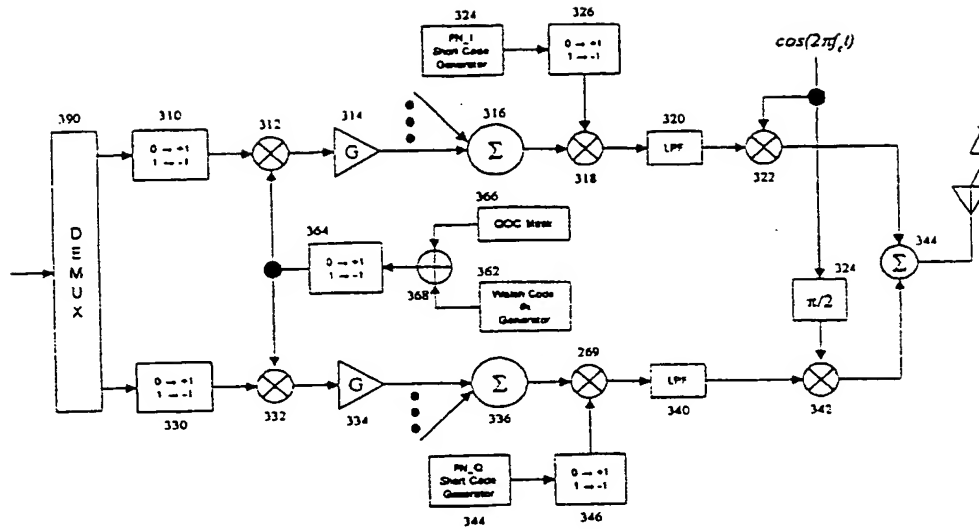 324
326
PN_I
Short Code
Generator
0 → +1
1 → -1
cos(2πf_c t)
390
310
312
314
316
320
0 → +1
1 → -1
G
Σ
LPF
318
322
366
QOC Mask
364
344
DEMUX
0 → +1
1 → -1
362
Σ
324
368
Walsh Code
Generator
π/2
269
0 → +1
1 → -1
G
Σ
LPF
330
332
334
336
340
342
PN_Q
Short Code
Generator
0 → +1
1 → -1
344
346